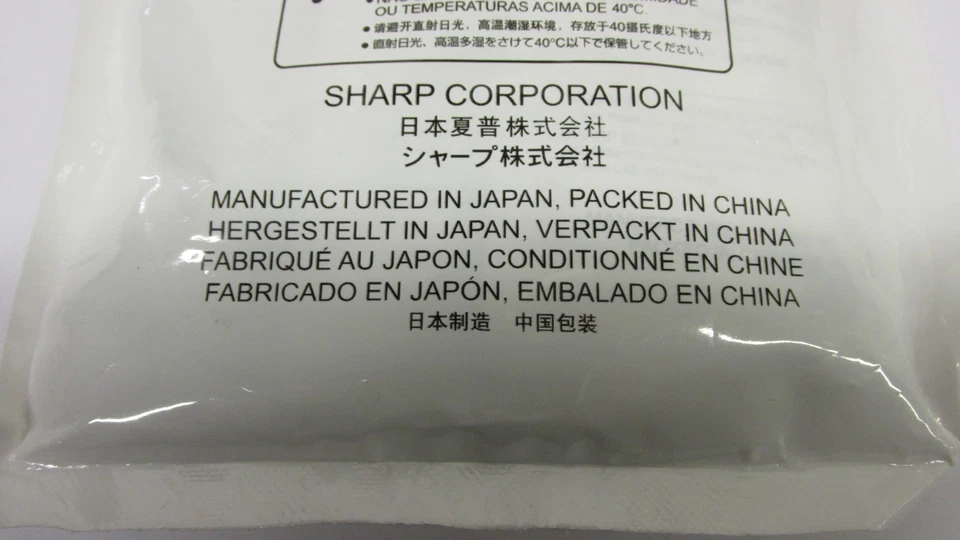 OU TEMPERATURAS ACIMA DE 40°C.
●请避开直射日光，高温潮湿环境，存放于40摄氏度以下地方
●直射日光、高温多湿をさけて40℃以下で保管してください。
SHARP CORPORATION
日本夏普株式会社
シャープ株式会社
MANUFACTURED IN JAPAN, PACKED IN CHINA
HERGESTELLT IN JAPAN, VERPACKT IN CHINA
FABRIQUÉ AU JAPON, CONDITIONNÉ EN CHINE
FABRICADO EN JAPÓN, EMBALADO EN CHINA
日本制造 中国包装